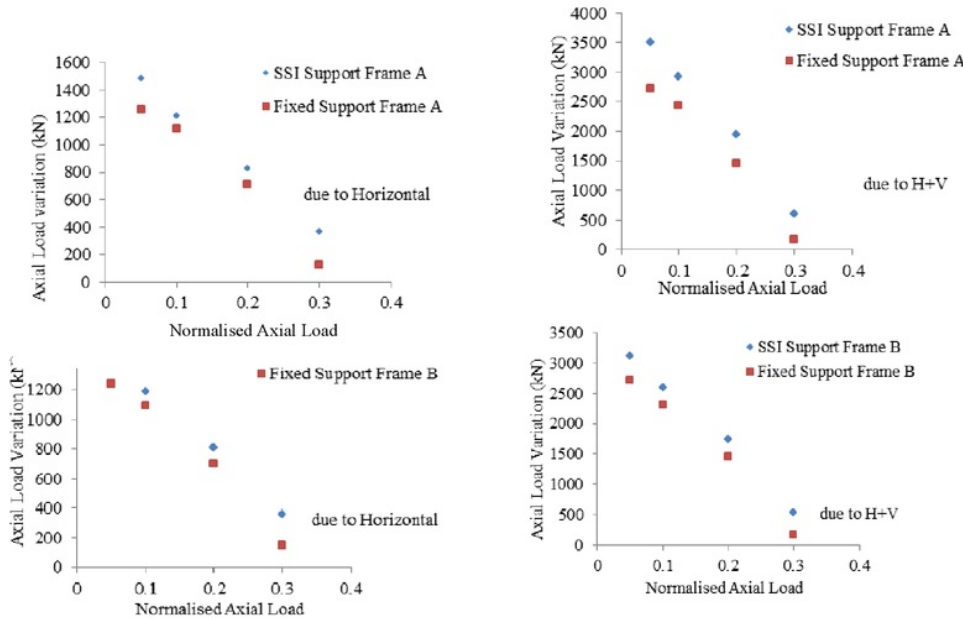 1600
1400
1200
1000
800
600
400
200
0
0 0.1 0.2 0.3 0.4
Axial Load variation (kN)
Normalised Axial Load
SSI Support Frame A
Fixed Support Frame A
due to Horizontal
4000
3500
3000
2500
2000
1500
1000
500
0
0 0.1 0.2 0.3 0.4
Axial Load Variation (kN)
Normalised Axial Load
SSI Support Frame A
Fixed Support Frame A
due to H+V
1200
1000
800
600
400
200
0
0 0.1 0.2 0.3 0.4
Axial Load Variation
Normalised Axial Load
Fixed Support Frame B
due to Horizontal
3500
3000
2500
2000
1500
1000
500
0
0 0.1 0.2 0.3 0.4
Axial Load Variation (kN)
Normalised Axial Load
SSI Support Frame B
Fixed Support Frame B
due to H+V